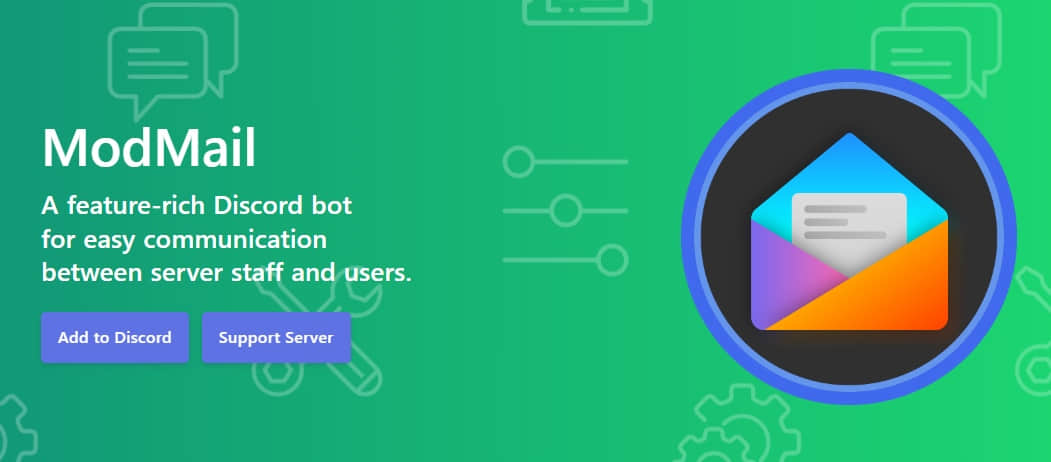 ModMail
A feature-rich Discord bot
for easy communication
between server staff and users.
Add to Discord
Support Server